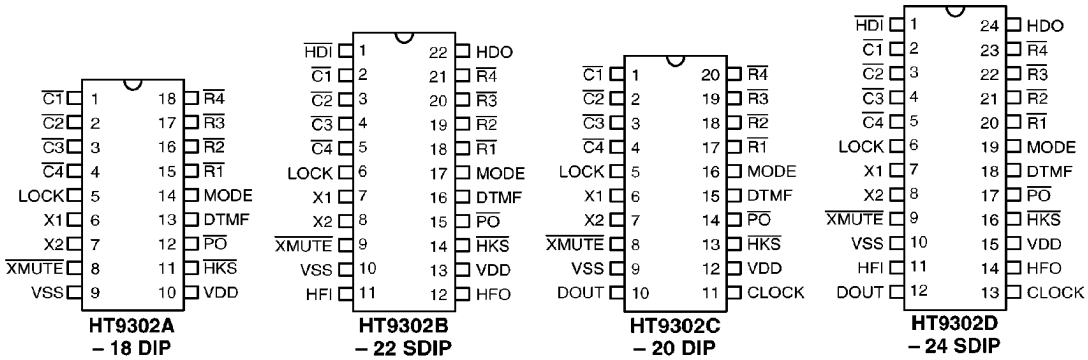 C1 1 18 R4
C2 2 17 R3
C3 3 16 R2
C4 4 15 R1
LOCK 5 14 MODE
X1 6 13 DTMF
X2 7 12 PO
XMUTE 8 11 HKS
VSS 9 10 VDD
HT9302A
– 18 DIP
HDI 1 22 HDO
C1 2 21 R4
C2 3 20 R3
C3 4 19 R2
C4 5 18 R1
LOCK 6 17 MODE
X1 7 16 DTMF
X2 8 15 PO
XMUTE 9 14 HKS
VSS 10 13 VDD
HFI 11 12 HFO
HT9302B
– 22 SDIP
C1 1 20 R4
C2 2 19 R3
C3 3 18 R2
C4 4 17 R1
LOCK 5 16 MODE
X1 6 15 DTMF
X2 7 14 PO
XMUTE 8 13 HKS
VSS 9 12 VDD
DOUT 10 11 CLOCK
HT9302C
– 20 DIP
HDI 1 24 HDO
C1 2 23 R4
C2 3 22 R3
C3 4 21 R2
C4 5 20 R1
LOCK 6 19 MODE
X1 7 18 DTMF
X2 8 17 PO
XMUTE 9 16 HKS
VSS 10 15 VDD
HFI 11 14 HFO
DOUT 12 13 CLOCK
HT9302D
– 24 SDIP